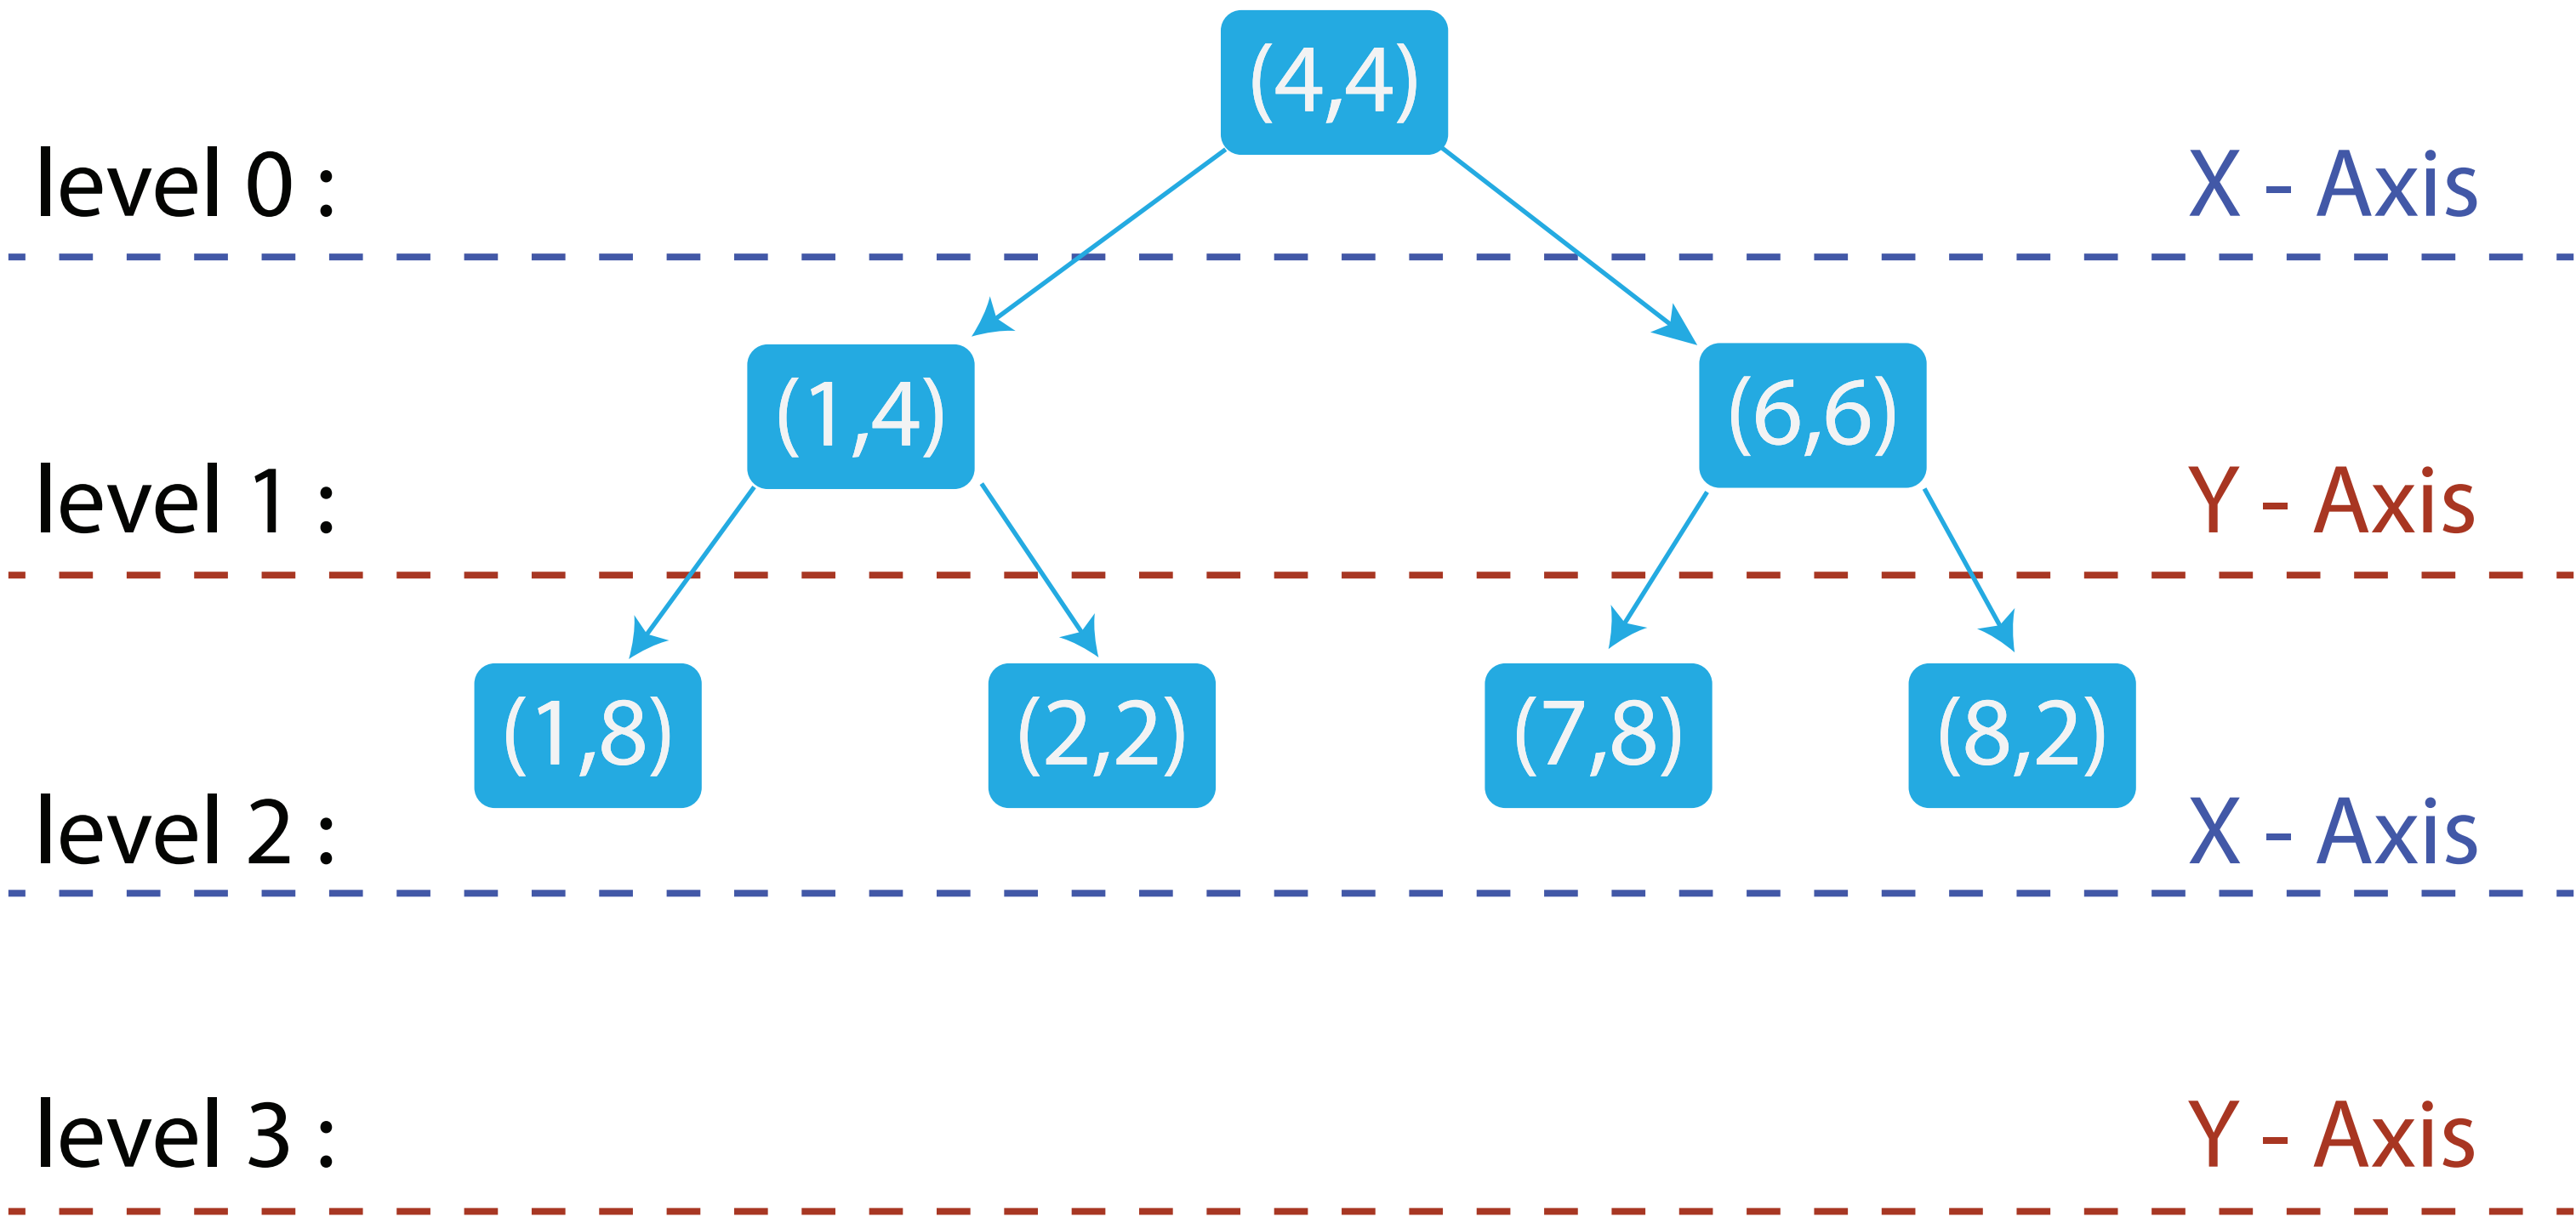 (4,4)
level 0 :
X - Axis
(1,4)
(6,6)
level 1 :
Y - Axis
(1,8)
(2,2)
(7,8)
(8,2)
level 2 :
X - Axis
level 3 :
Y - Axis